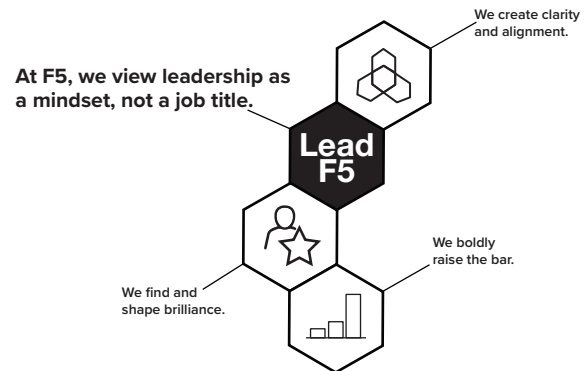 We create clarity
and alignment.
At F5, we view leadership as
a mindset, not a job title.
Lead
F5
We boldly
raise the bar.
We find and
shape brilliance.